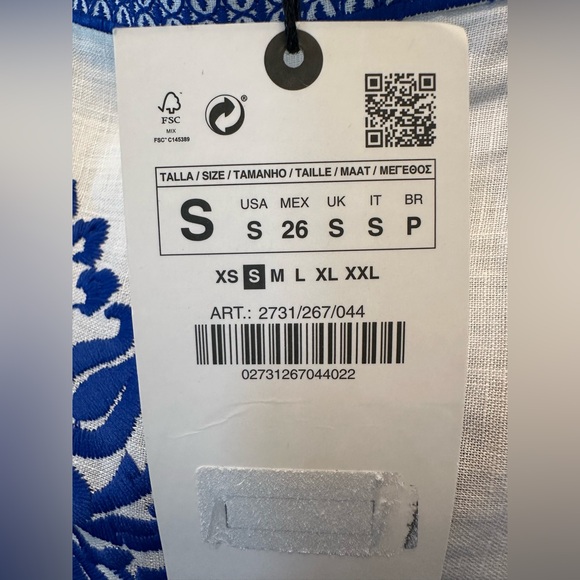 FSC
MIX
FSC® C145389
®
TALLA / SIZE / TAMANHO / TAILLE / MAAT / ΜΕΓΕΘΟΣ
S
USA MEX UK IT BR
S 26 S S P
XS S M L XL XXL
ART.: 2731/267/044
02731267044022